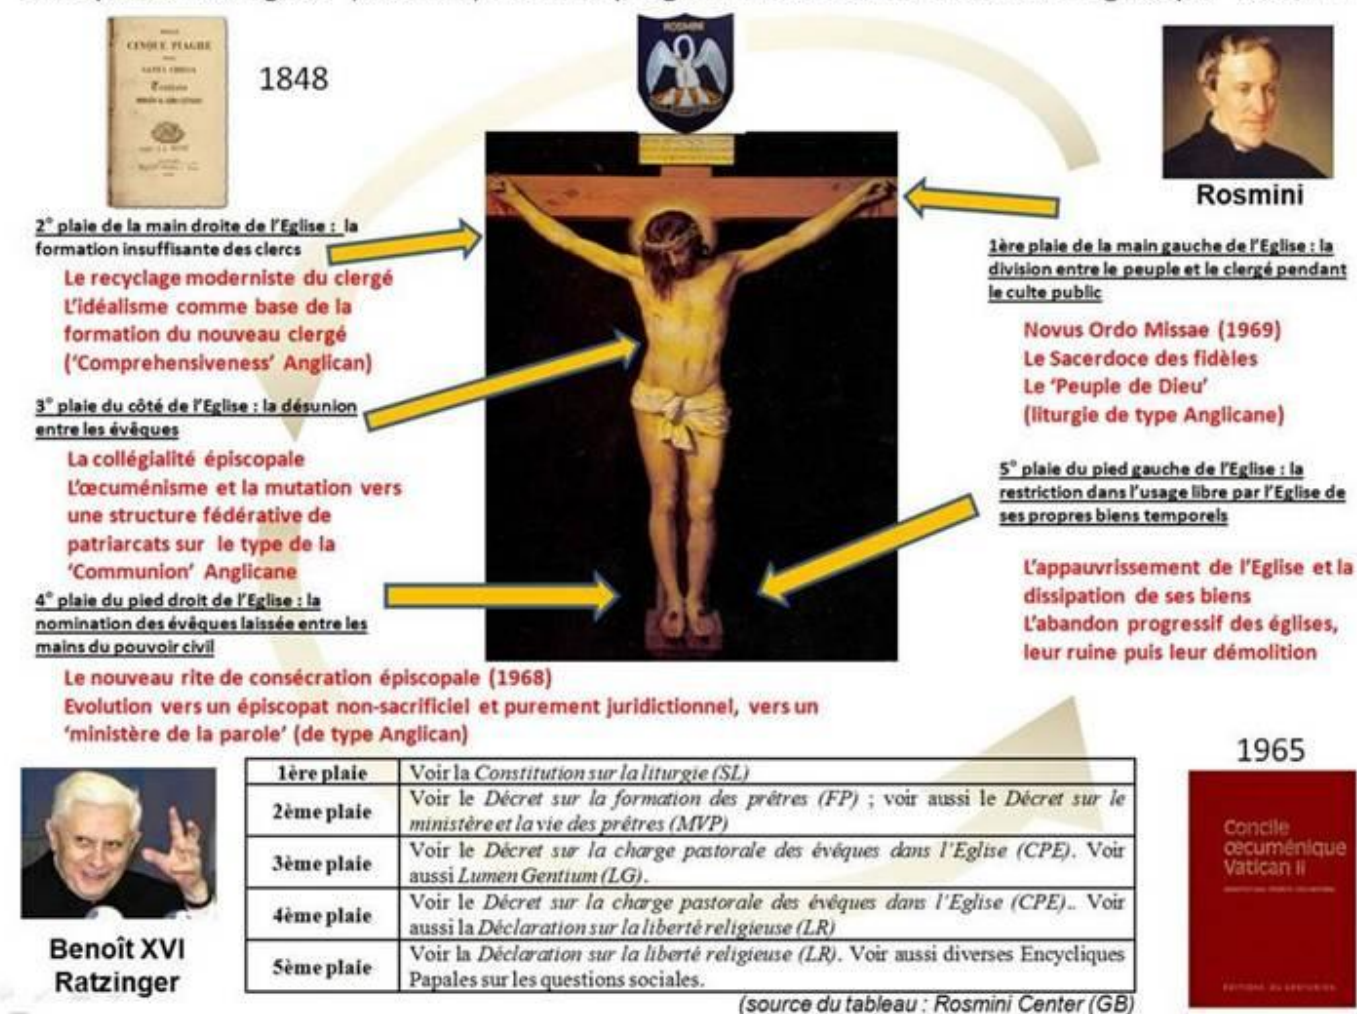 CINQUE PIAGHE
1848
ROSMINI
Rosmini
2° plaie de la main droite de l'Eglise : la
formation insuffisante des clercs
Le recyclage moderniste du clergé
L'idéalisme comme base de la
formation du nouveau clergé
('Comprehensiveness' Anglican)
3° plaie du côté de l'Eglise : la désunion
entre les évêques
La collégialité épiscopale
L'œcuménisme et la mutation vers
une structure fédérative de
patriarcats sur le type de la
'Communion' Anglicane
4° plaie du pied droit de l'Eglise : la
nomination des évêques laissée entre les
mains du pouvoir civil
Le nouveau rite de consécration épiscopale (1968)
Evolution vers un épiscopat non-sacrificiel et purement juridictionnel, vers un
'ministère de la parole' (de type Anglican)
1ère plaie de la main gauche de l'Eglise : la
division entre le peuple et le clergé pendant
le culte public
Novus Ordo Missae (1969)
Le Sacerdoce des fidèles
Le 'Peuple de Dieu'
(liturgie de type Anglicane)
5° plaie du pied gauche de l'Eglise : la
restriction dans l'usage libre par l'Eglise de
ses propres biens temporels
L'appauvrissement de l'Eglise et la
dissipation de ses biens
L'abandon progressif des églises,
leur ruine puis leur démolition
Benoît XVI
Ratzinger
1ère plaie Voir la Constitution sur la liturgie (SL)
2ème plaie Voir le Décret sur la formation des prêtres (FP) ; voir aussi le Décret sur le
ministère et la vie des prêtres (MVP)
3ème plaie Voir le Décret sur la charge pastorale des évéques dans l'Eglise (CPE). Voir
aussi Lumen Gentium (LG).
4ème plaie Voir le Décret sur la charge pastorale des évéques dans l'Eglise (CPE).. Voir
aussi la Déclaration sur la liberté religieuse (LR)
5ème plaie Voir la Déclaration sur la liberté religieuse (LR). Voir aussi diverses Encycliques
Papales sur les questions sociales.
(source du tableau : Rosmini Center (GB)
1965
Concile
œcuménique
Vatican II